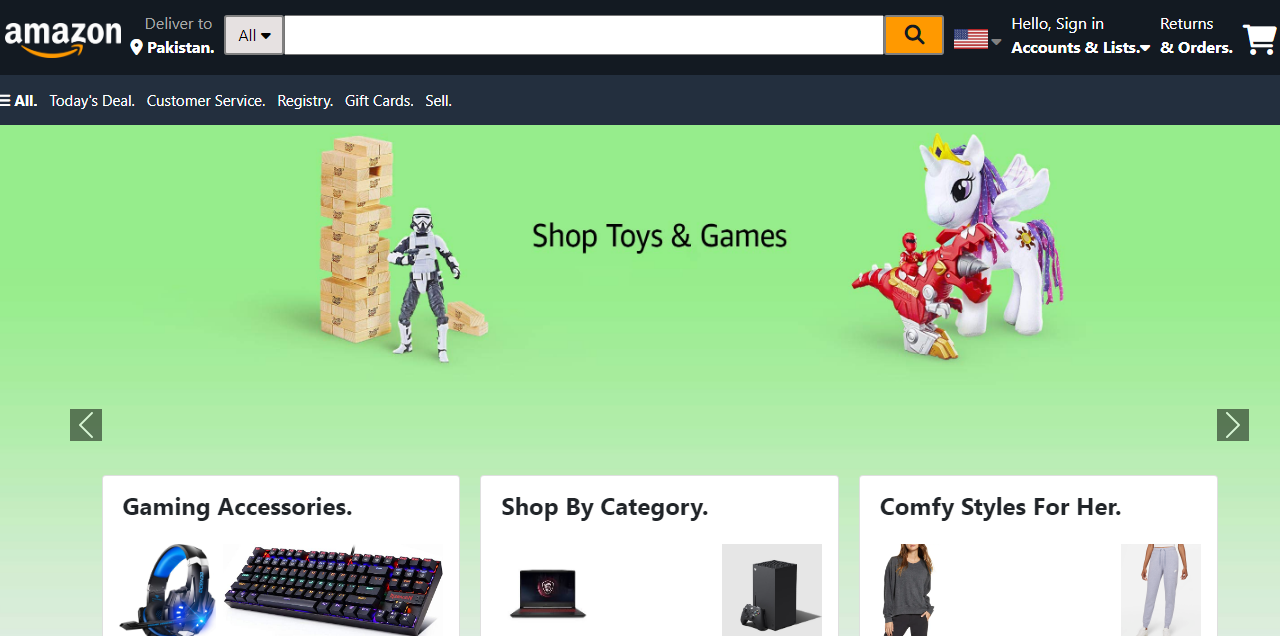 amazon
Deliver to
Pakistan.
All
Hello, Sign in
Accounts & Lists.
Returns
& Orders.
All.
Today's Deal.
Customer Service.
Registry.
Gift Cards.
Sell.
Shop Toys & Games
Gaming Accessories.
Shop By Category.
Comfy Styles For Her.